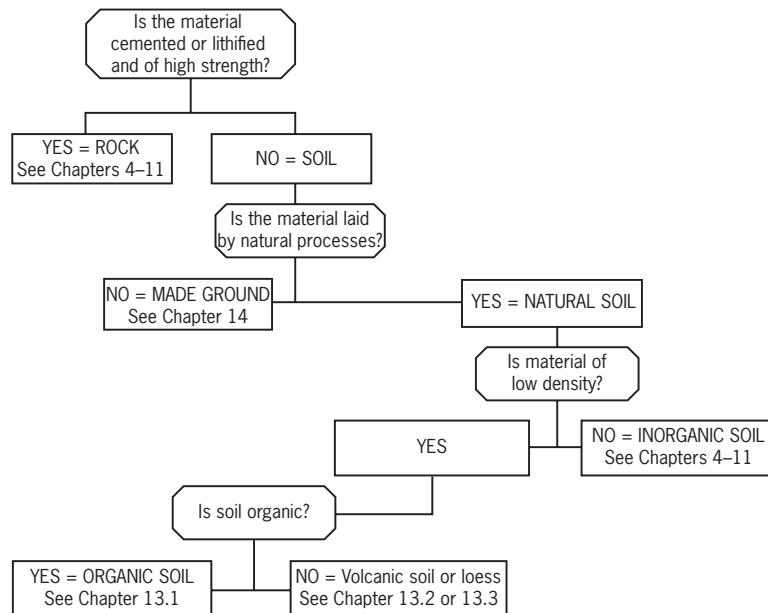 Is the material
cemented or lithified
and of high strength?
YES = ROCK
See Chapters 4–11
NO = SOIL
Is the material laid
by natural processes?
NO = MADE GROUND
See Chapter 14
YES = NATURAL SOIL
Is material of
low density?
YES
NO = INORGANIC SOIL
See Chapters 4–11
Is soil organic?
YES = ORGANIC SOIL
See Chapter 13.1
NO = Volcanic soil or loess
See Chapter 13.2 or 13.3